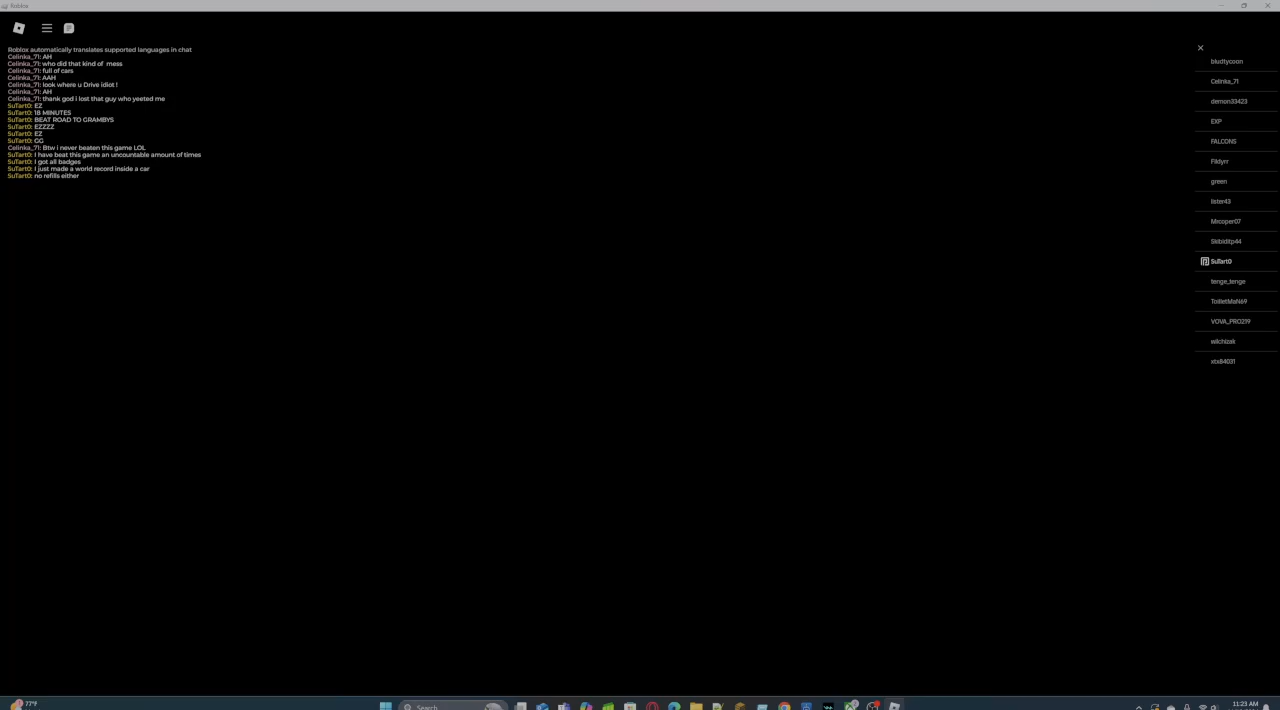 Roblox
Roblox automatically translates supported languages in chat
Celinka_71: AH
Celinka_71: who did that kind of  mess
Celinka_71: full of cars
Celinka_71: AAH
Celinka_71: look where u Drive idiot !
Celinka_71: AH
Celinka_71: thank god i lost that guy who yeeted me
SuTart0: EZ
SuTart0: 18 MINUTES
SuTart0: BEAT ROAD TO GRAMBYS
SuTart0: EZZZZ
SuTart0: EZ
SuTart0: GG
Celinka_71: Btw i never beaten this game LOL
SuTart0: I have beat this game an uncountable amount of times
SuTart0: I got all badges
SuTart0: I just made a world record inside a car
SuTart0: no refills either
bludtycoon
Celinka_71
demon33423
EXP
FALCONS
Fiklyrr
green
lister43
Mrcoper07
Skibiditp44
SuTart0
tenge_tenge
ToilletMaN69
VOVA_PRO219
wilchizak
xtx84031
77°F
Search
11:23 AM